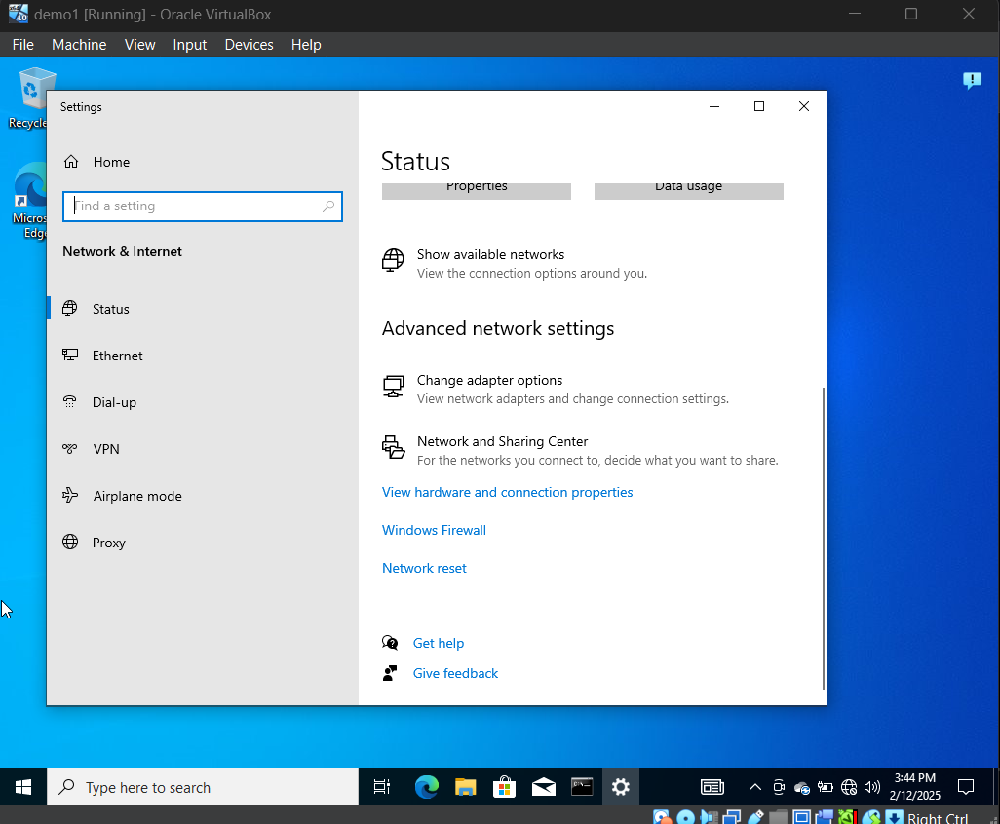 demo1 [Running] - Oracle VirtualBox
File Machine View Input Devices Help
Recycle
Micros
Edge
Settings
Home
Find a setting
Network & Internet
Status
Ethernet
Dial-up
VPN
Airplane mode
Proxy
Status
Properties Data usage
Show available networks
View the connection options around you.
Advanced network settings
Change adapter options
View network adapters and change connection settings.
Network and Sharing Center
For the networks you connect to, decide what you want to share.
View hardware and connection properties
Windows Firewall
Network reset
Get help
Give feedback
Type here to search
3:44 PM
2/12/2025
Right Ctrl